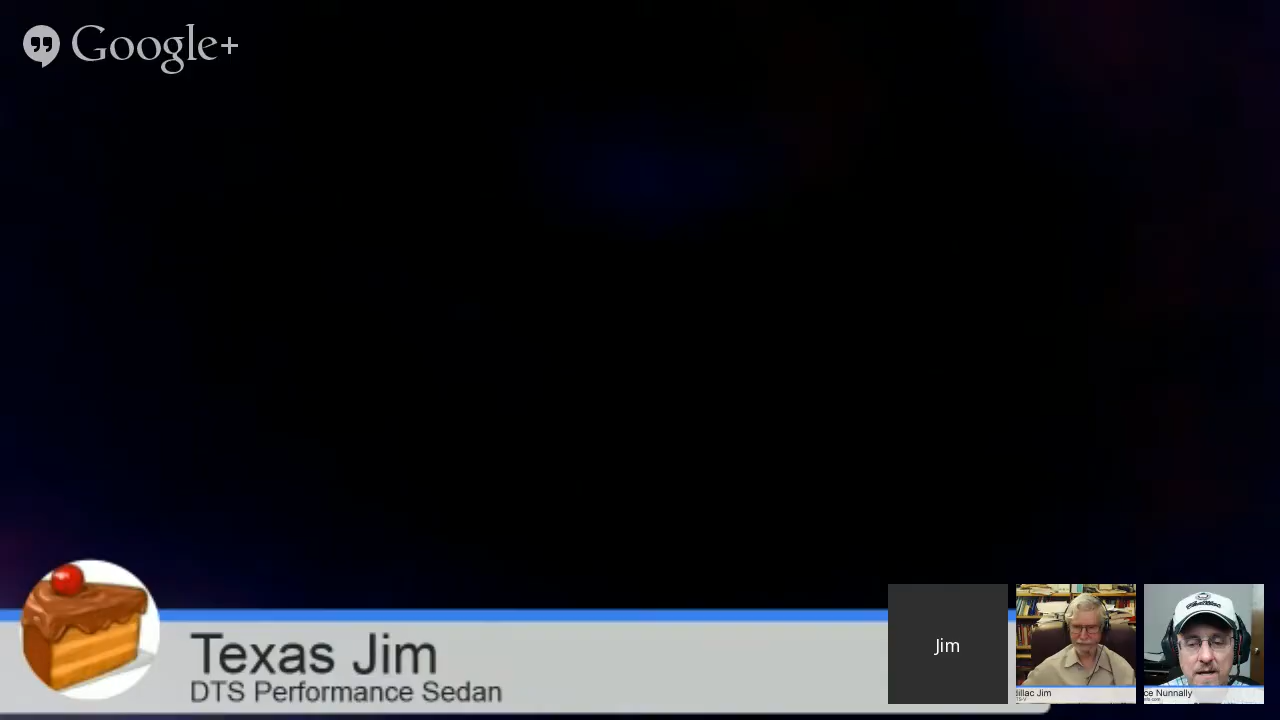 Google+
Texas Jim
DTS Performance Sedan
Jim
illac Jim
ce Nunnally